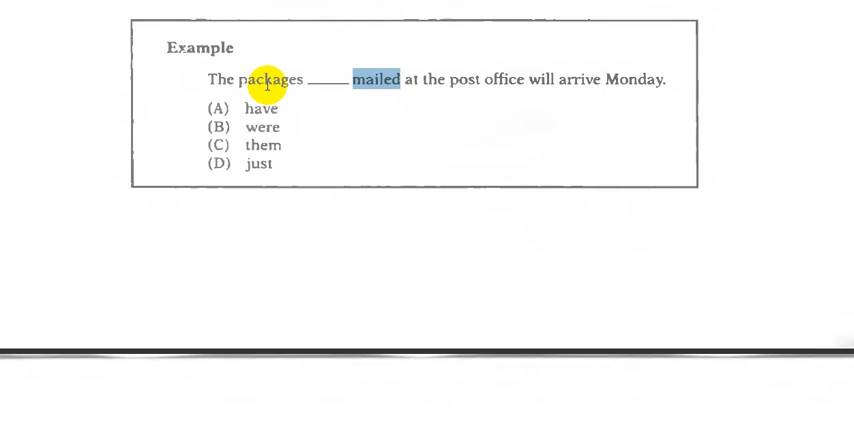 Example
The packages _____ mailed at the post office will arrive Monday.
(A) have
(B) were
(C) them
(D) just